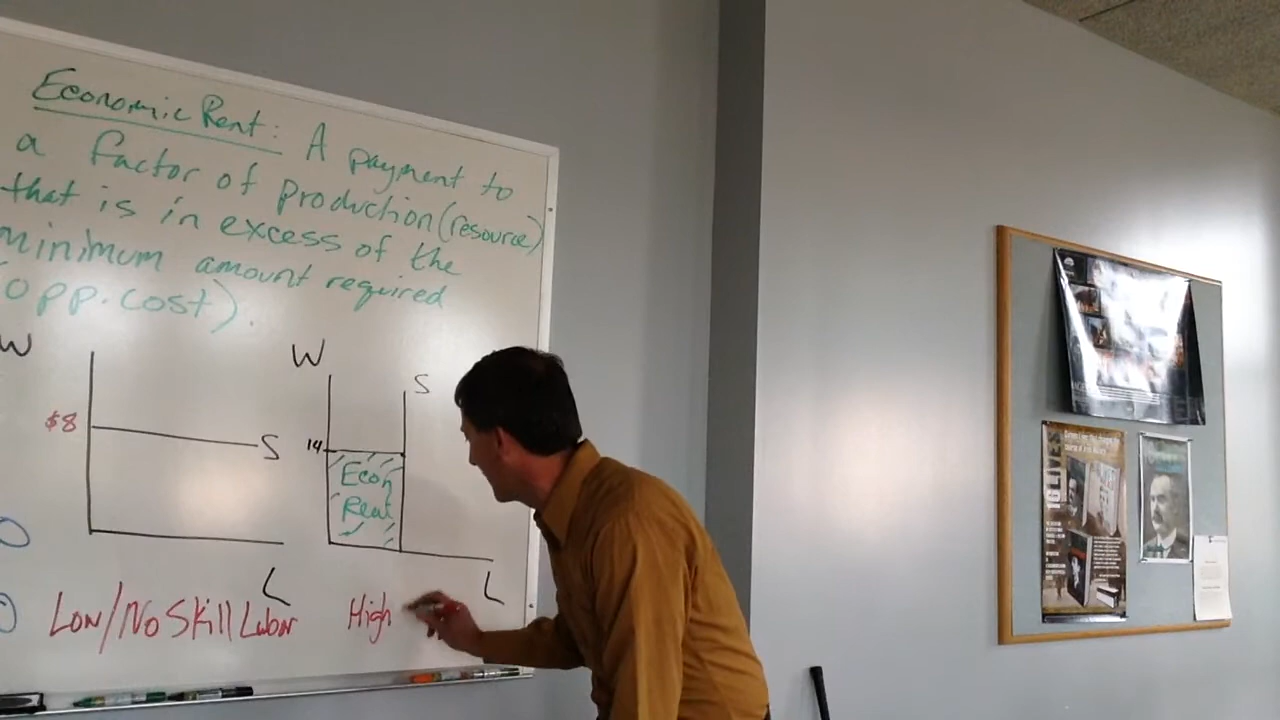 Economic Rent: A payment to
a factor of production (resource)
that is in excess of the
minimum amount required
(opp. cost).
W
W
S
$8
S
14
Econ
Rent
L
L
Low/No Skill Labor
High